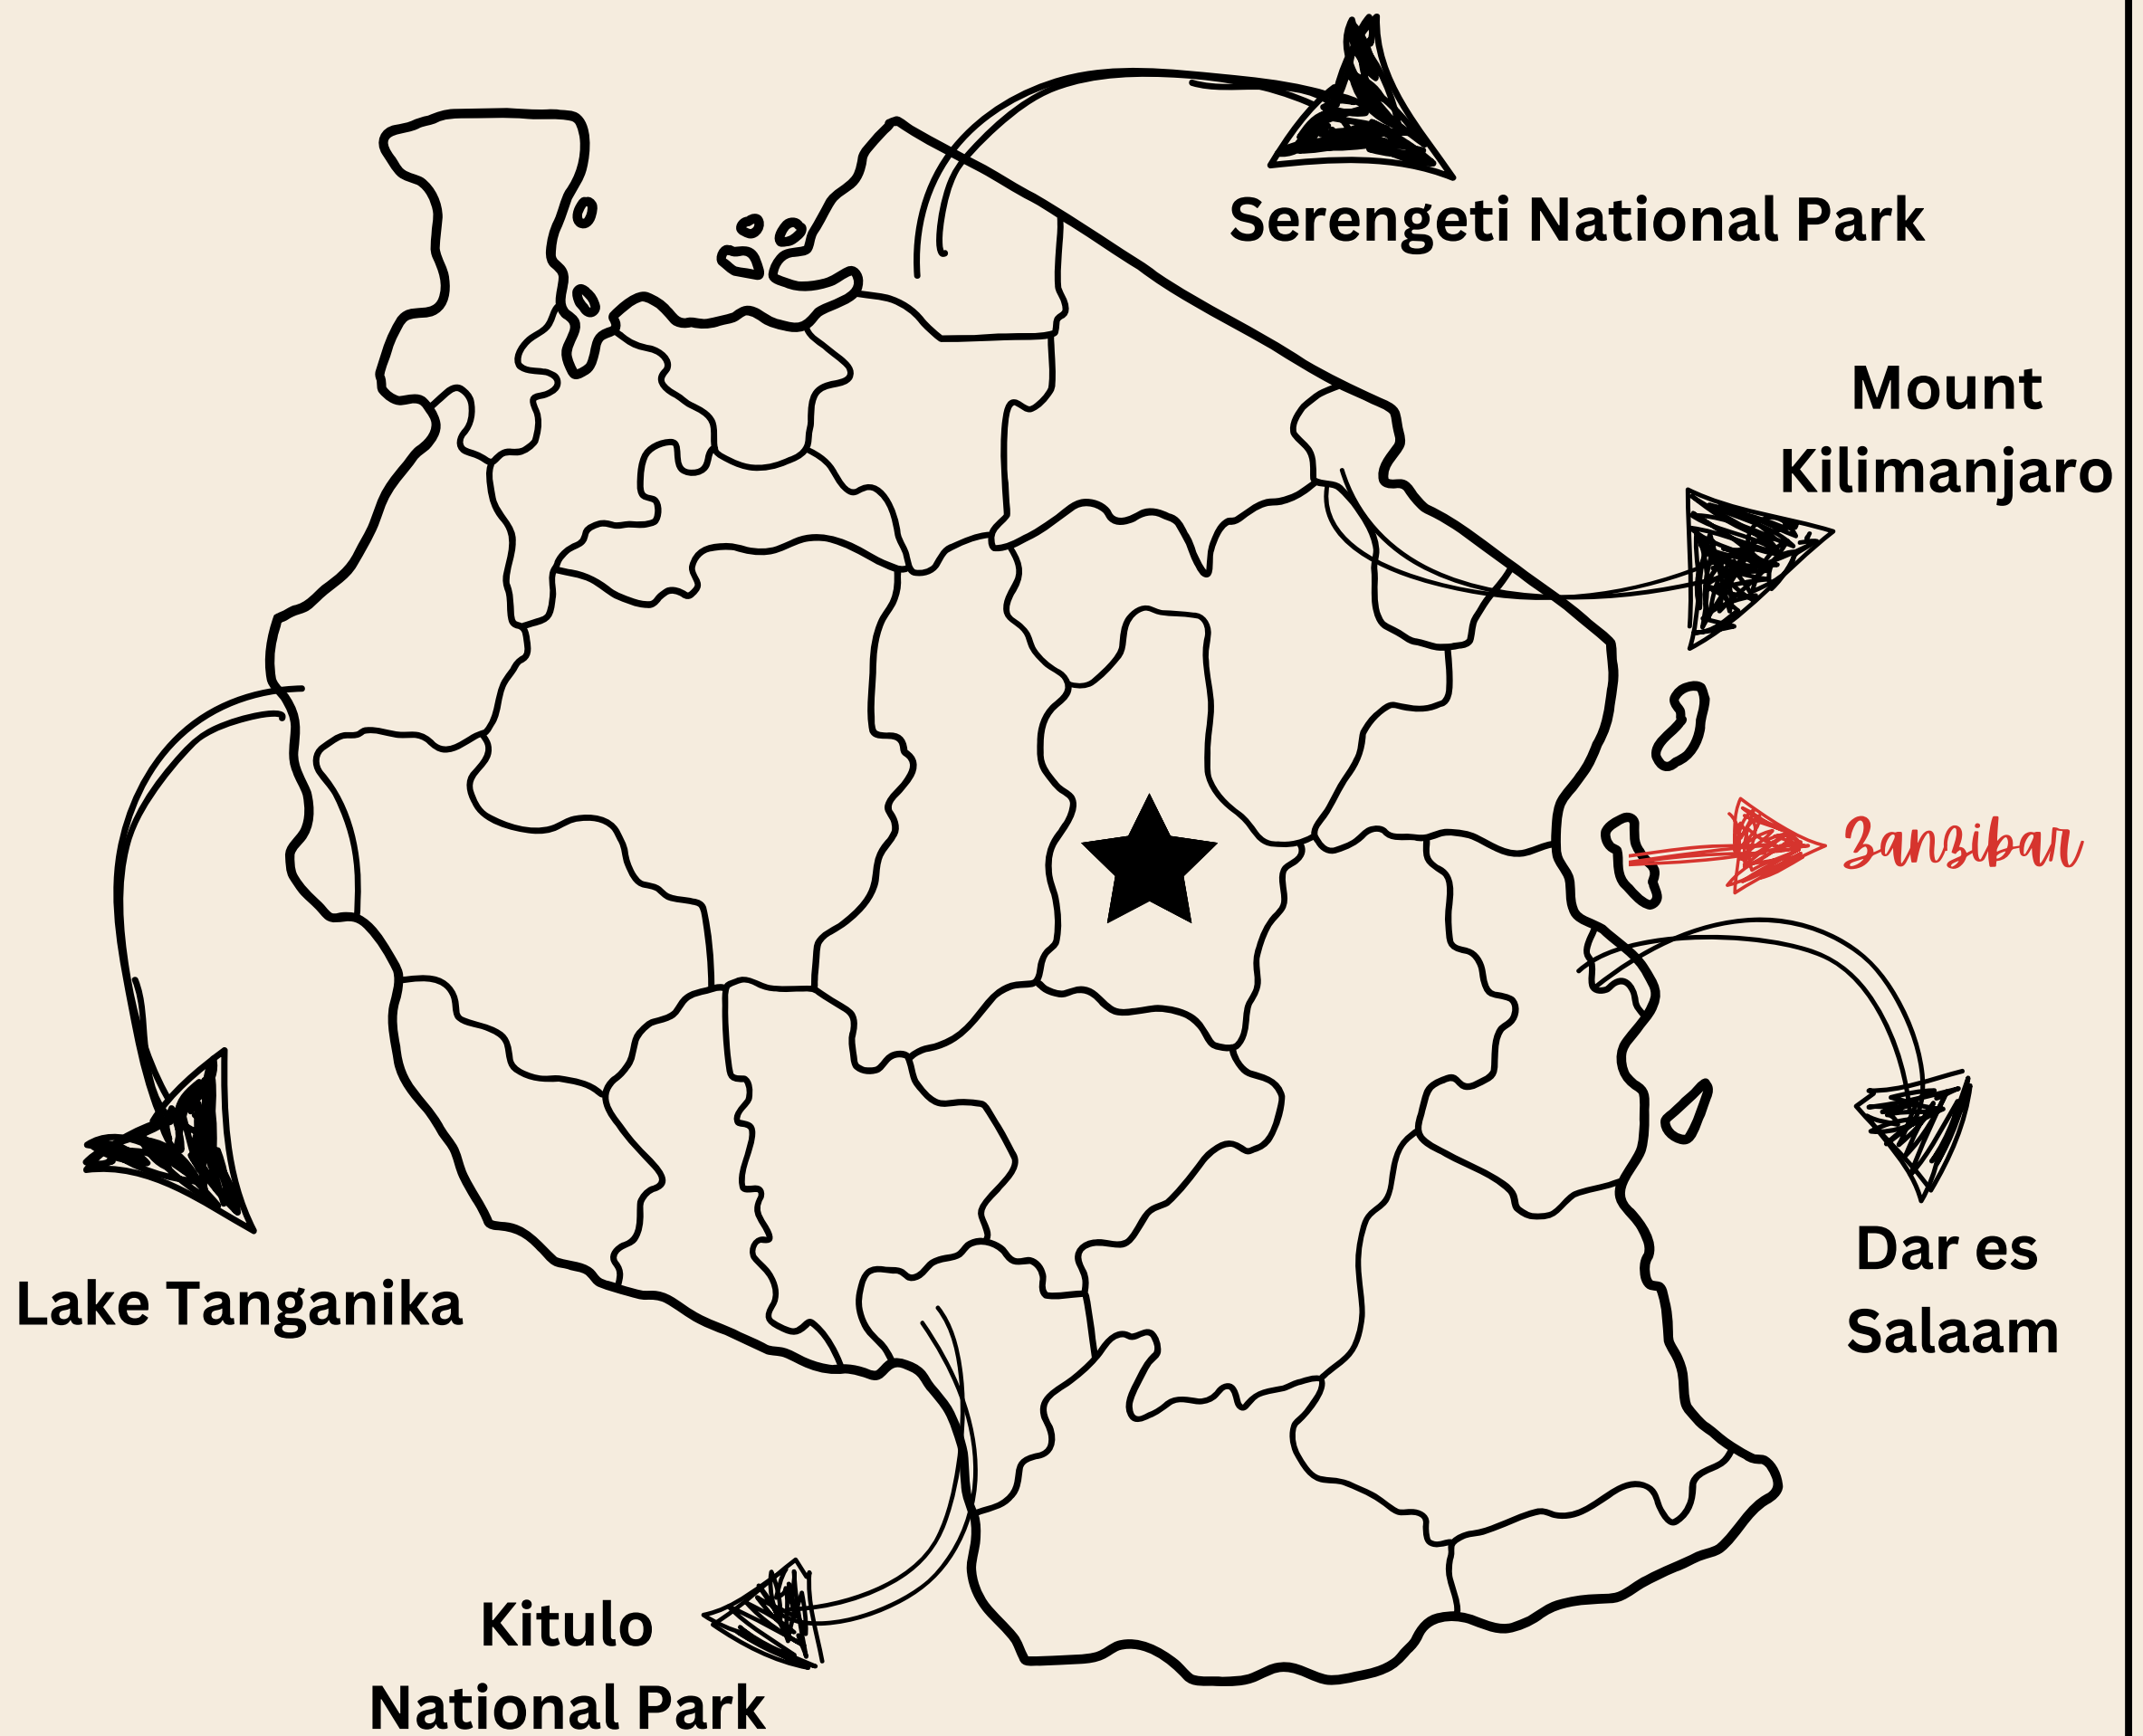 Serengeti National Park
Mount
Kilimanjaro
Zanzibar
Dar es
Salaam
Lake Tanganika
Kitulo
National Park